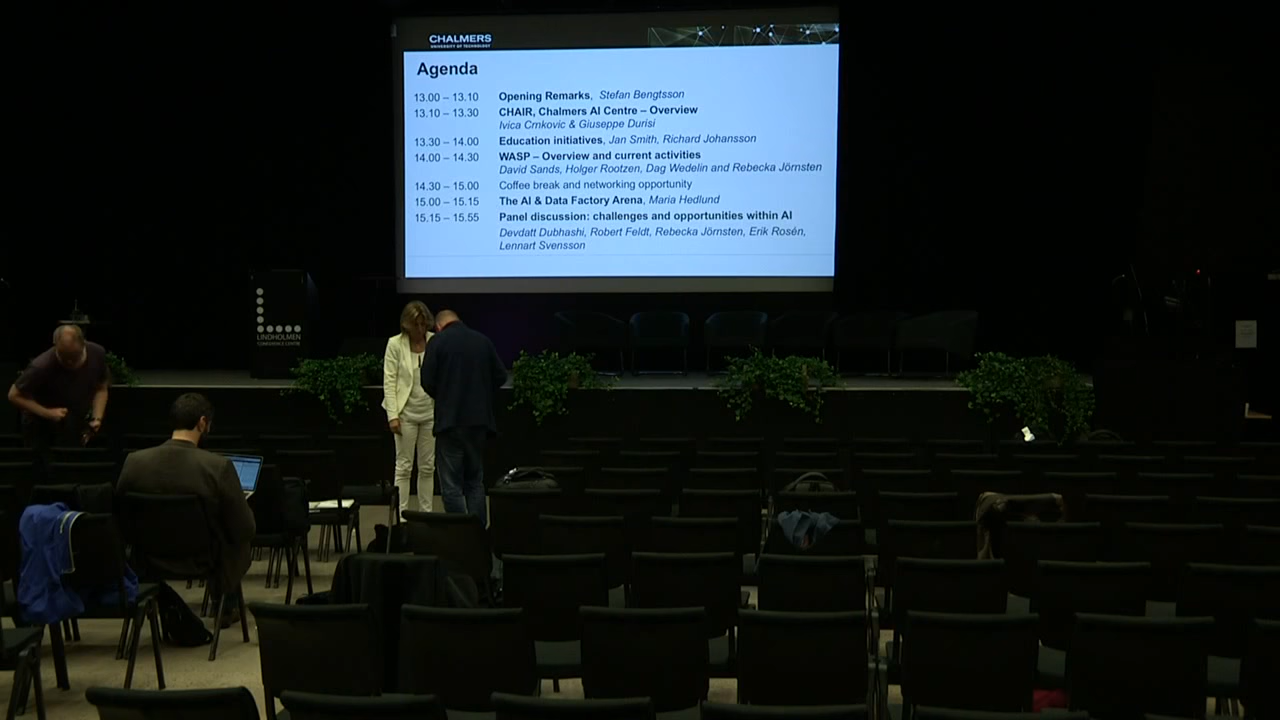 CHALMERS
UNIVERSITY OF TECHNOLOGY
Agenda
13.00 – 13.10 Opening Remarks, Stefan Bengtsson
13.10 – 13.30 CHAIR, Chalmers AI Centre – Overview
Ivica Crnkovic & Giuseppe Durisi
13.30 – 14.00 Education initiatives, Jan Smith, Richard Johansson
14.00 – 14.30 WASP – Overview and current activities
David Sands, Holger Rootzen, Dag Wedelin and Rebecka Jörnsten
14.30 – 15.00 Coffee break and networking opportunity
15.00 – 15.15 The AI & Data Factory Arena, Maria Hedlund
15.15 – 15.55 Panel discussion: challenges and opportunities within AI
Devdatt Dubhashi, Robert Feldt, Rebecka Jörnsten, Erik Rosén,
Lennart Svensson
LINDHOLMEN
CONFERENCE CENTRE